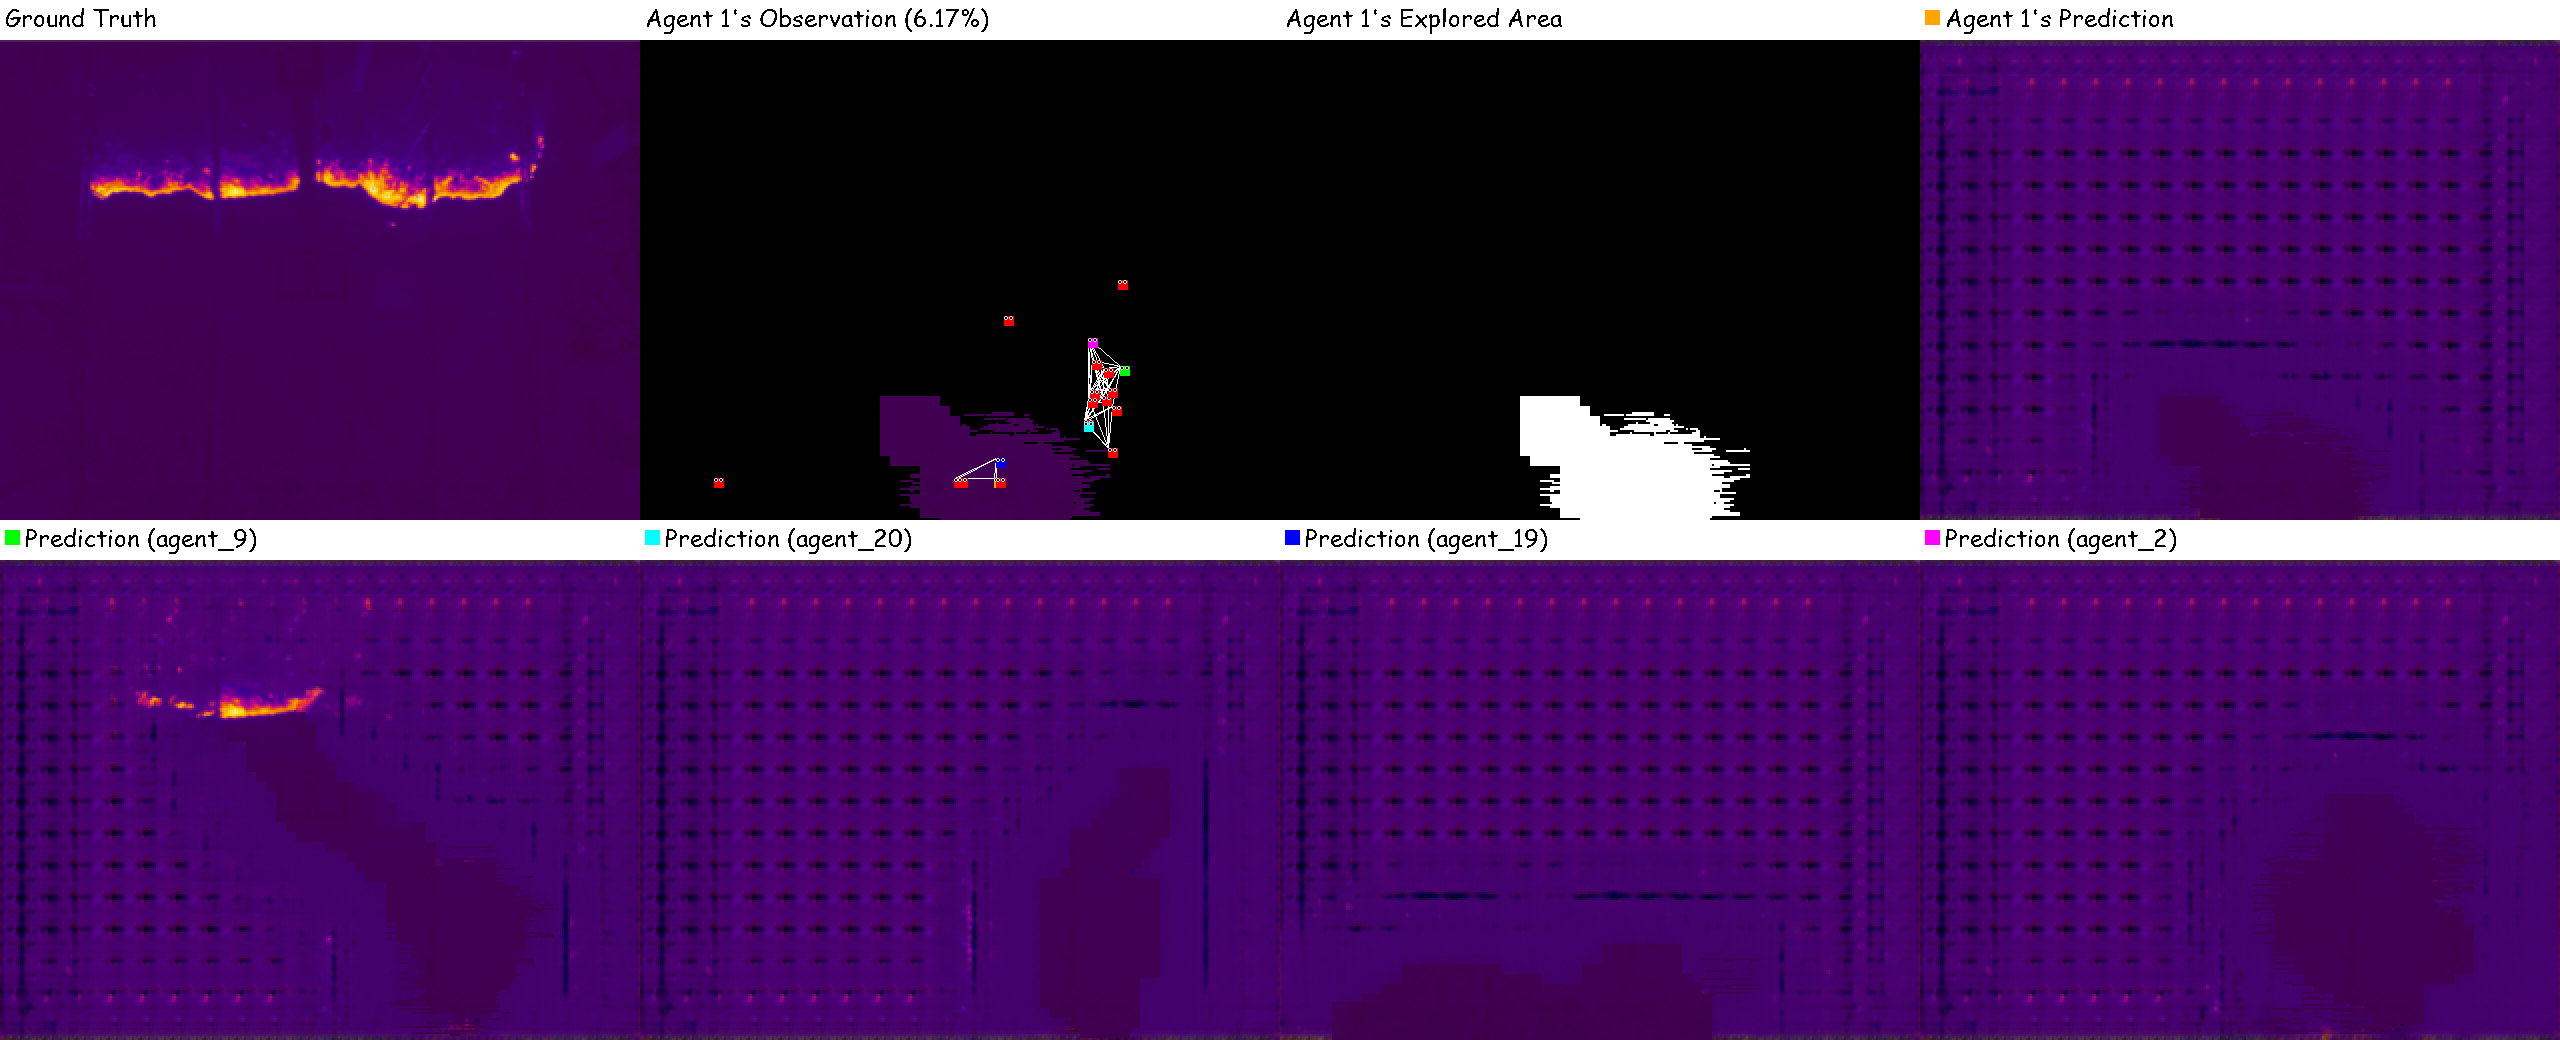 Ground Truth
Agent 1's Observation (6.17%)
Agent 1's Explored Area
Agent 1's Prediction
Prediction (agent_9)
Prediction (agent_20)
Prediction (agent_19)
Prediction (agent_2)